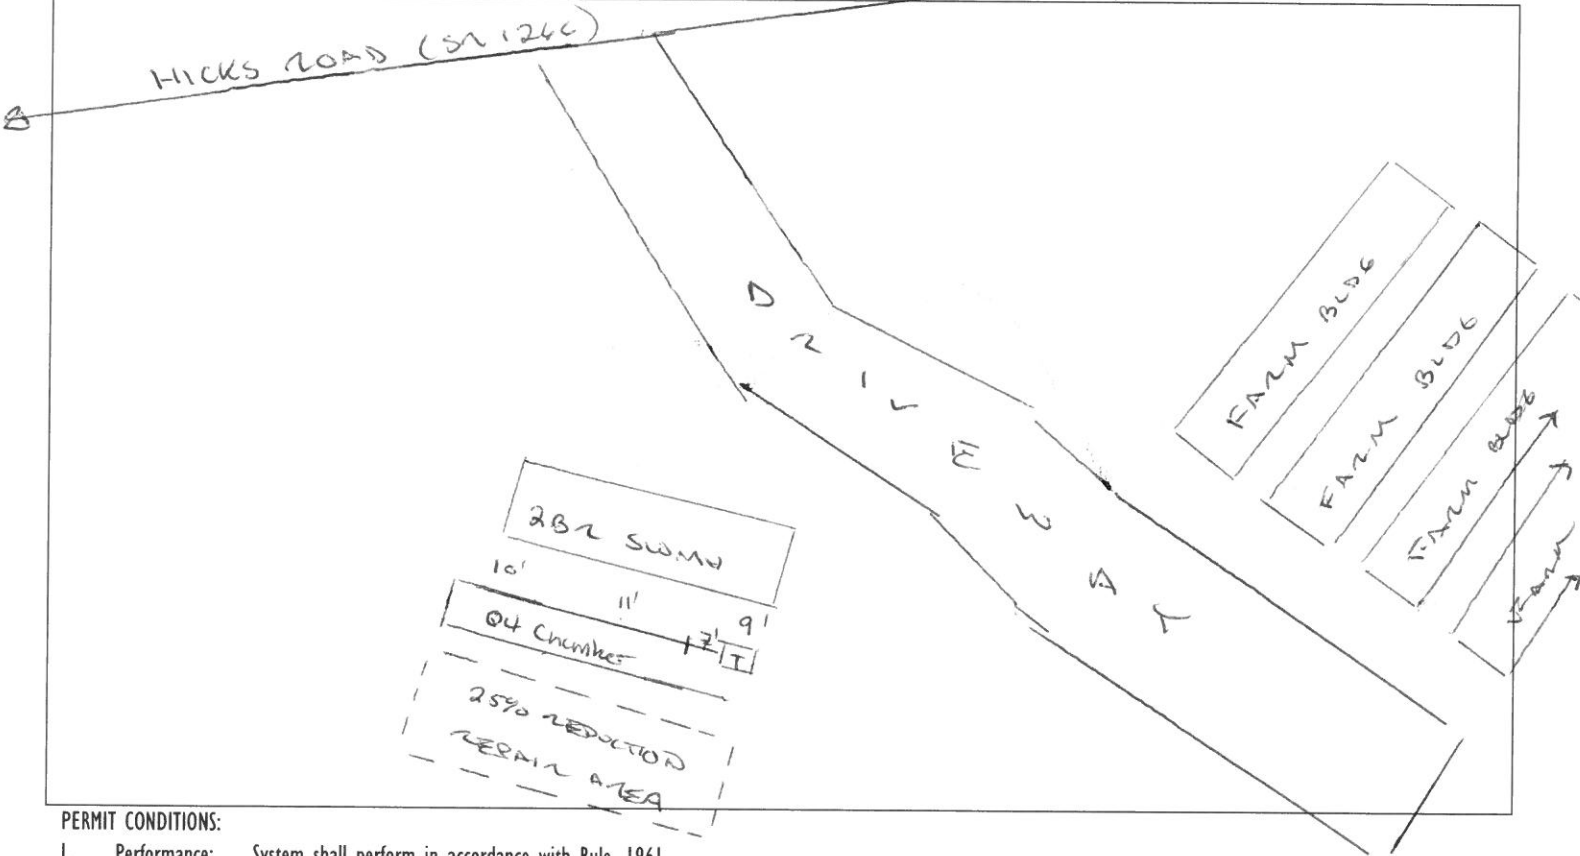 HICKS ROAD (SR 1246)
DRIVEWAY
FARM BLDG
FARM BLDG
FARM BLDG
FARM
2BR SWMH
10'
11'
7'
9'
Q4 Chamber
T
25% REDUCTION
REPAIR AREA
PERMIT CONDITIONS:
I. Performance: System shall perform in accordance with Rule .1961